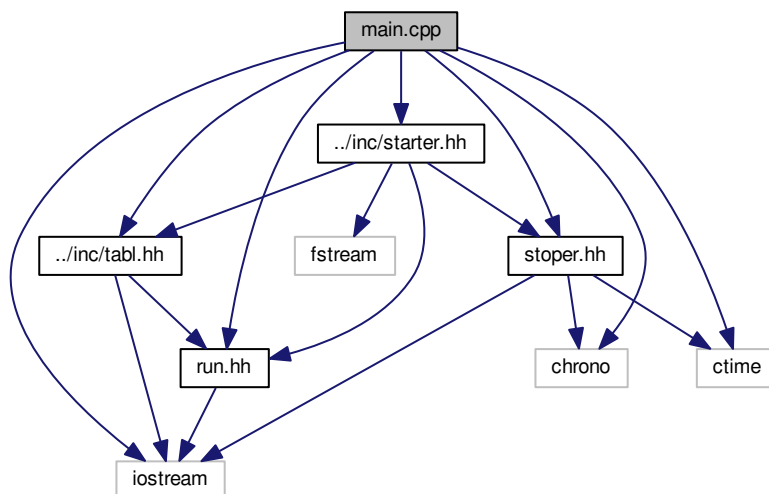 main.cpp
../inc/starter.hh
../inc/tabl.hh
fstream
stoper.hh
run.hh
chrono
ctime
iostream